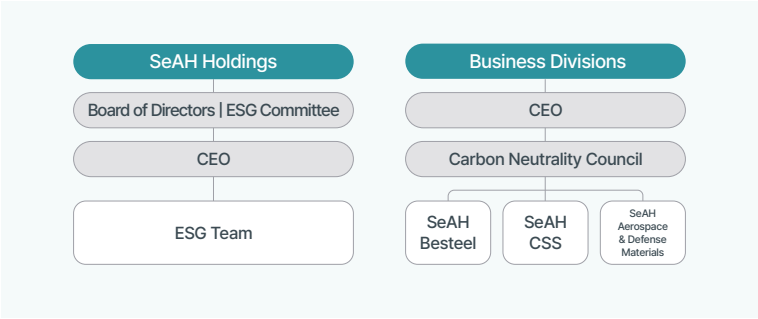 SeAH Holdings
Board of Directors | ESG Committee
CEO
ESG Team
Business Divisions
CEO
Carbon Neutrality Council
SeAH
Besteel
SeAH
CSS
SeAH
Aerospace
& Defense
Materials